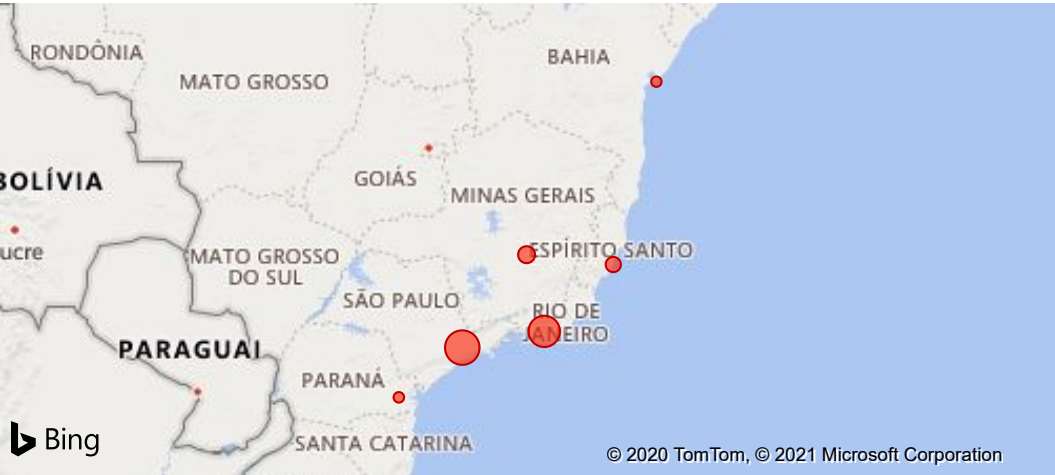 RONDÔNIA
BAHIA
MATO GROSSO
GOIÁS
BOLÍVIA
MINAS GERAIS
ucre
MATO GROSSO
DO SUL
ESPÍRITO SANTO
SÃO PAULO
RIO DE
JANEIRO
PARAGUAI
PARANÁ
SANTA CATARINA
Bing
© 2020 TomTom, © 2021 Microsoft Corporation